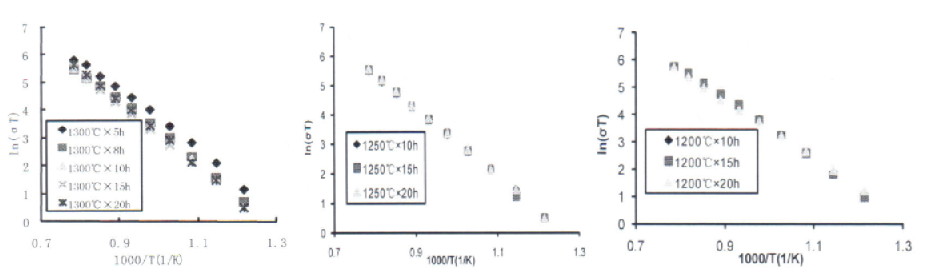 7
6
5
4
3
2
1
0
ln(σT)
1300℃×5h
1300℃×8h
1300℃×10h
1300℃×15h
1300℃×20h
0.7 0.9 1.1 1.3
1000/T(1/K)
7
6
5
4
3
2
1
0
ln(σT)
1250℃×10h
1250℃×15h
1250℃×20h
0.7 0.9 1.1 1.3
1000/T(1/K)
7
6
5
4
3
2
1
0
ln(σT)
1200℃×10h
1200℃×15h
1200℃×20h
0.7 0.9 1.1 1.3
1000/T(1/K)